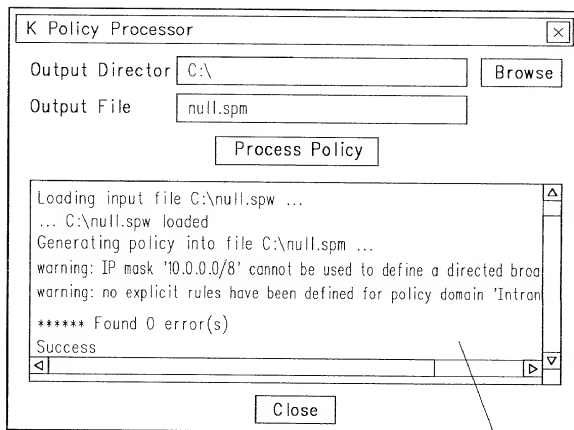 K Policy Processor
Output Director C:\ Browse
Output File null.spm
Process Policy
Loading input file C:\null.spw ...
... C:\null.spw loaded
Generating policy into file C:\null.spm ...
warning: IP mask '10.0.0.0/8' cannot be used to define a directed broa
warning: no explicit rules have been defined for policy domain 'Intran
****** Found 0 error(s)
Success
Close